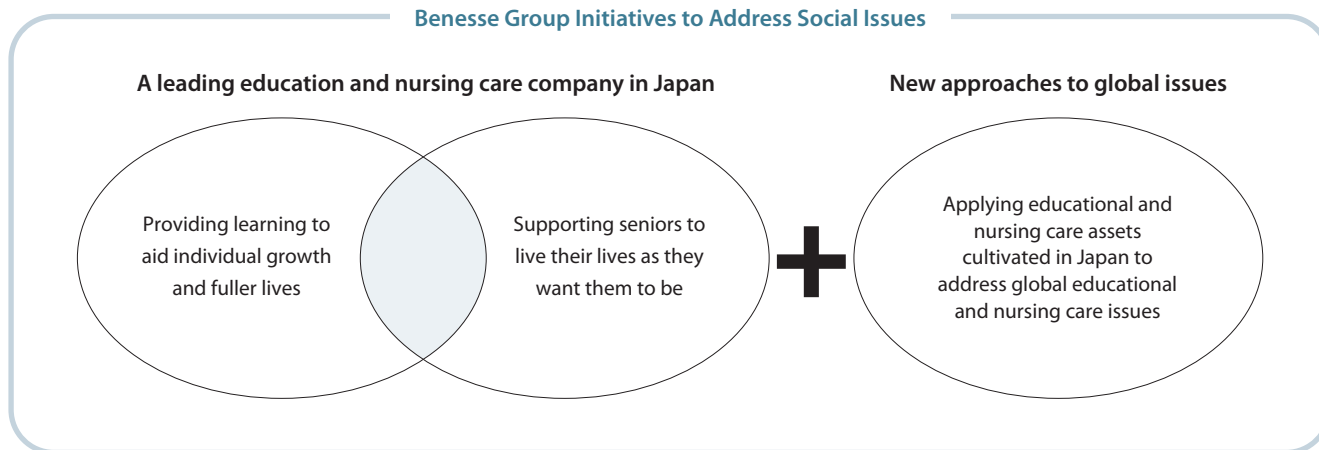 Benesse Group Initiatives to Address Social Issues
A leading education and nursing care company in Japan
Providing learning to
aid individual growth
and fuller lives
Supporting seniors to
live their lives as they
want them to be
New approaches to global issues
Applying educational and
nursing care assets
cultivated in Japan to
address global educational
and nursing care issues